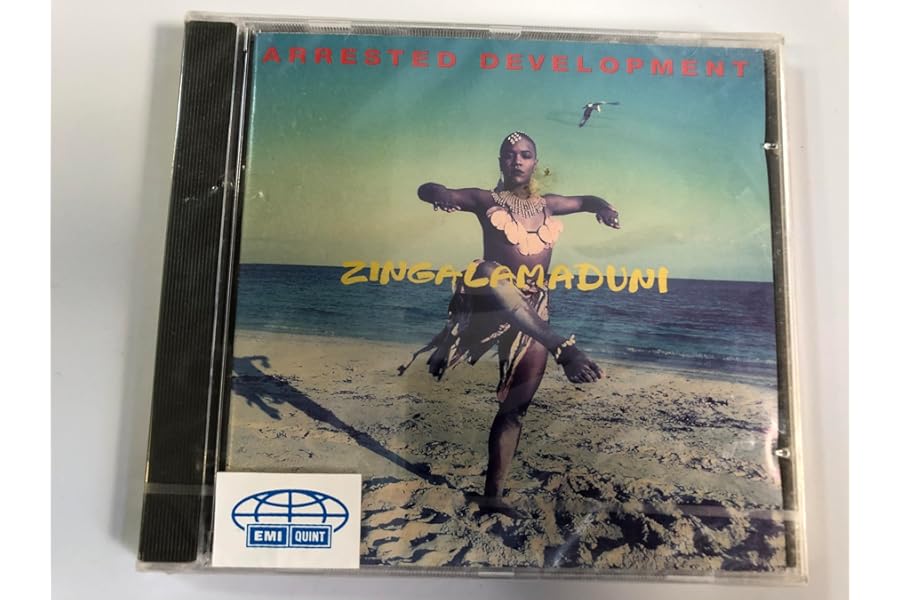 ARRESTED DEVELOPMENT
ZINGALAMADUNI
EMI QUINT